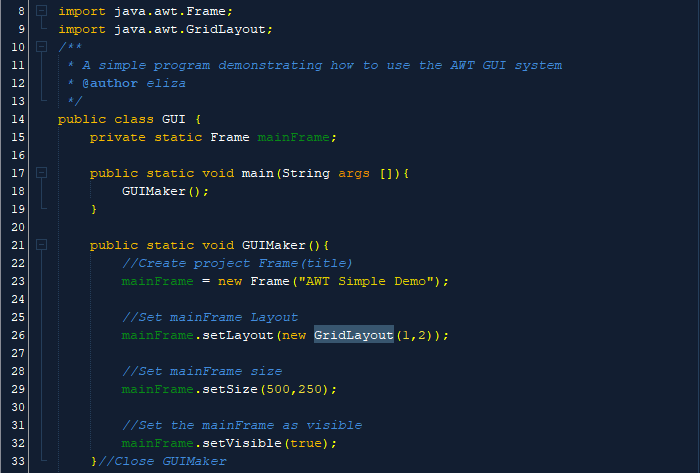 8 import java.awt.Frame;
9 import java.awt.GridLayout;
10 /**
11 * A simple program demonstrating how to use the AWT GUI system
12 * @author eliza
13 */
14 public class GUI {
15 private static Frame mainFrame;
16
17 public static void main(String args []){
18 GUIMaker();
19 }
20
21 public static void GUIMaker(){
22 //Create project Frame(title)
23 mainFrame = new Frame("AWT Simple Demo");
24
25 //Set mainFrame Layout
26 mainFrame.setLayout(new GridLayout(1,2));
27
28 //Set mainFrame size
29 mainFrame.setSize(500,250);
30
31 //Set the mainFrame as visible
32 mainFrame.setVisible(true);
33 }//Close GUIMaker